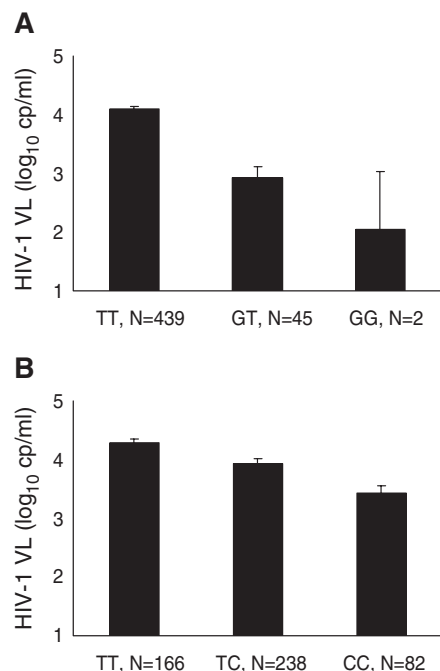 A
HIV-1 VL (log10 cp/ml)
5
4
3
2
1
TT, N=439 GT, N=45 GG, N=2
B
HIV-1 VL (log10 cp/ml)
5
4
3
2
1
TT, N=166 TC, N=238 CC, N=82